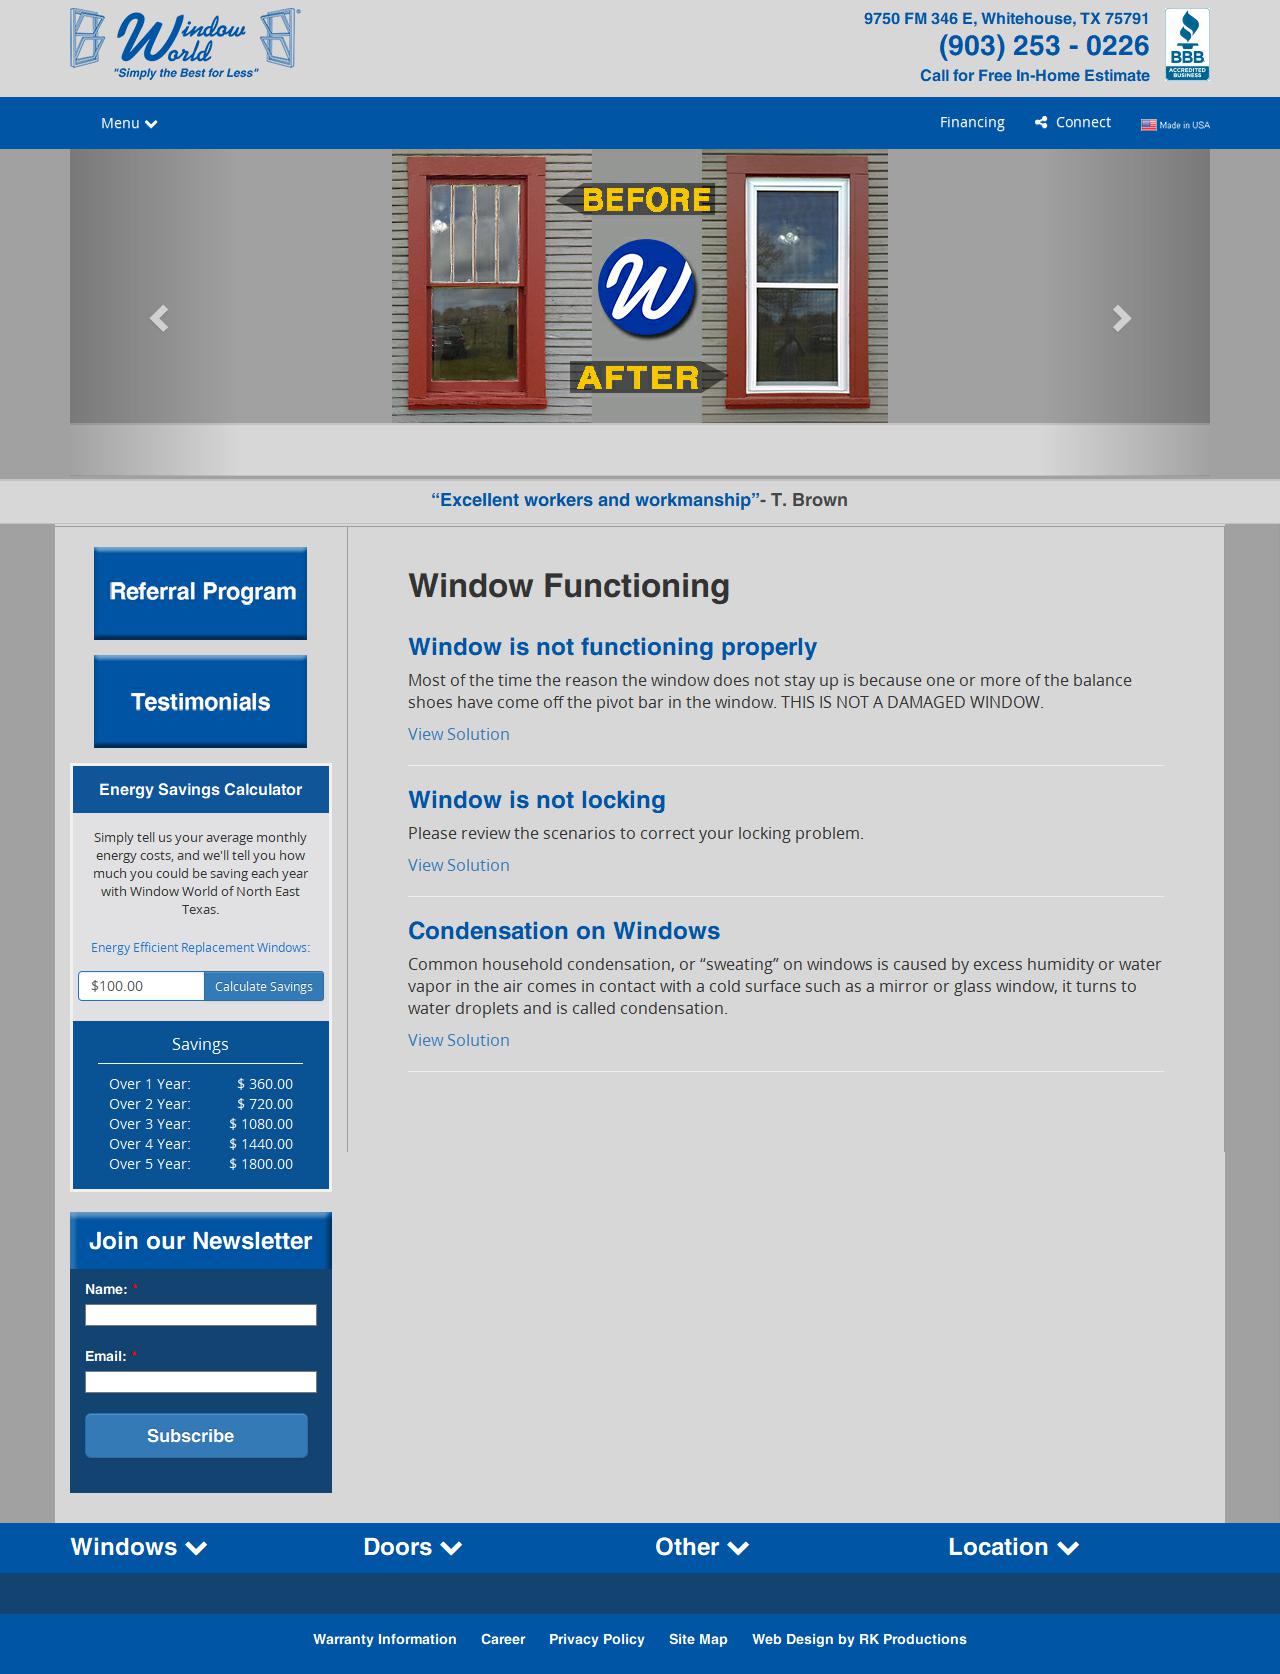 Window
World
"Simply the Best for Less"
9750 FM 346 E, Whitehouse, TX 75791
(903) 253 - 0226
Call for Free In-Home Estimate
BBB
ACCREDITED
BUSINESS
Menu
Financing
Connect
Made in USA
BEFORE
W
AFTER
“Excellent workers and workmanship”- T. Brown
Referral Program
Testimonials
Energy Savings Calculator
Simply tell us your average monthly
energy costs, and we'll tell you how
much you could be saving each year
with Window World of North East
Texas.
Energy Efficient Replacement Windows:
$100.00
Calculate Savings
Savings
Over 1 Year: $ 360.00
Over 2 Year: $ 720.00
Over 3 Year: $ 1080.00
Over 4 Year: $ 1440.00
Over 5 Year: $ 1800.00
Join our Newsletter
Name: *
Email: *
Subscribe
Window Functioning
Window is not functioning properly
Most of the time the reason the window does not stay up is because one or more of the balance
shoes have come off the pivot bar in the window. THIS IS NOT A DAMAGED WINDOW.
View Solution
Window is not locking
Please review the scenarios to correct your locking problem.
View Solution
Condensation on Windows
Common household condensation, or “sweating” on windows is caused by excess humidity or water
vapor in the air comes in contact with a cold surface such as a mirror or glass window, it turns to
water droplets and is called condensation.
View Solution
Windows
Doors
Other
Location
Warranty Information Career Privacy Policy Site Map Web Design by RK Productions